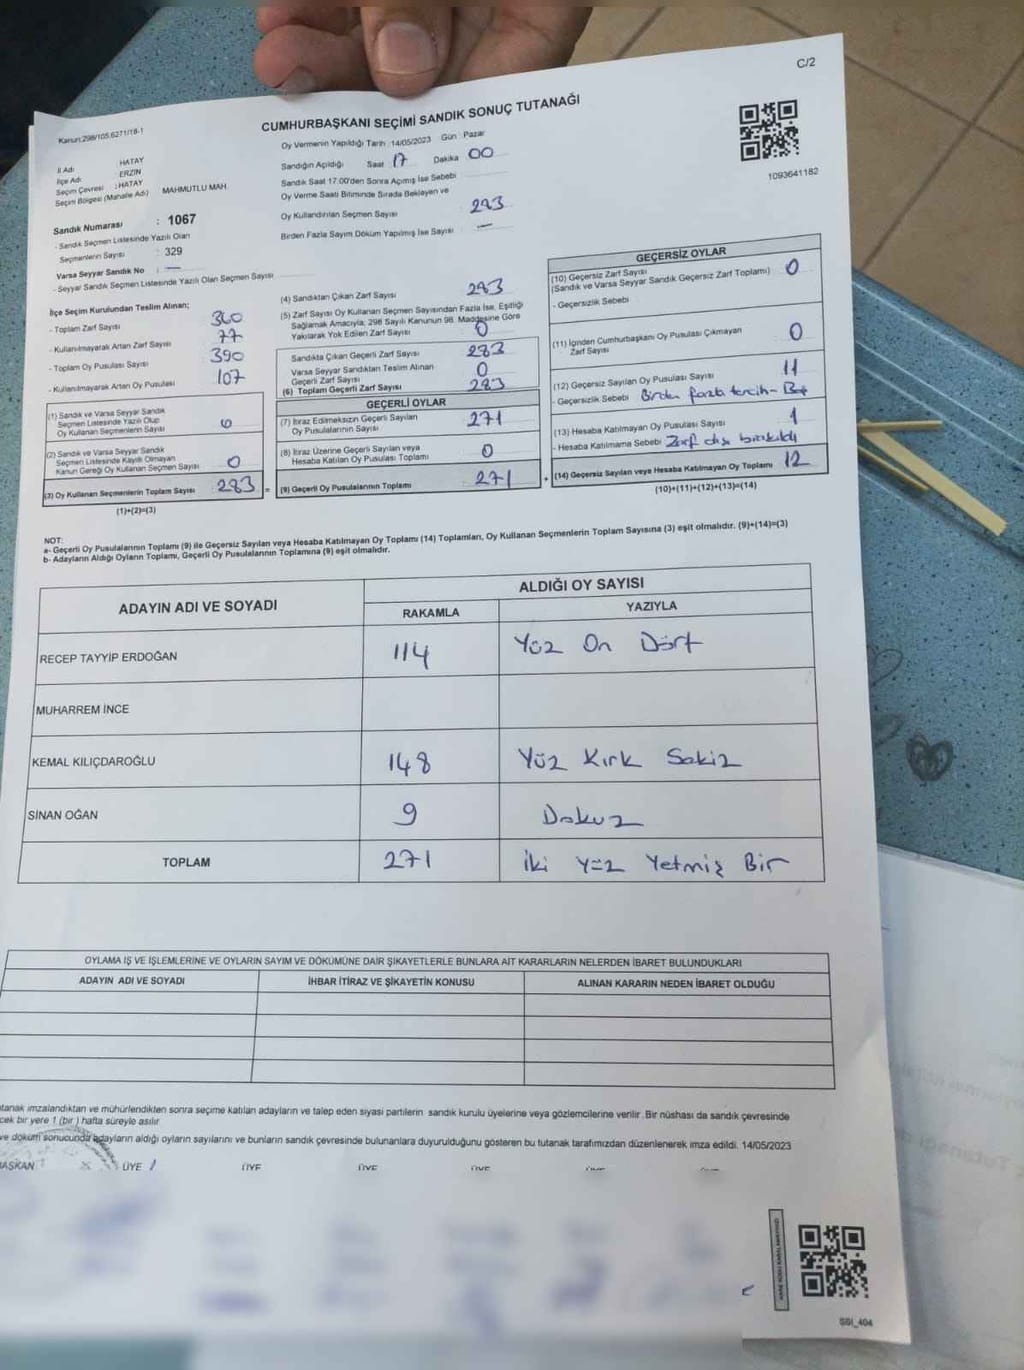 C/2
Kanun:298/105,6271/18-1
CUMHURBAŞKANI SEÇİMİ SANDIK SONUÇ TUTANAĞI
1093641182
İl Adı : HATAY
İlçe Adı : ERZİN
Seçim Çevresi : HATAY
Seçim Bölgesi (Mahalle Adı) MAHMUTLU MAH.
Oy Vermenin Yapıldığı Tarih :14/05/2023 Gün : Pazar
Sandığın Açıldığı Saat 17 Dakika 00
Sandık Saat 17.00'den Sonra Açılmış İse Sebebi
Oy Verme Saati Bitiminde Sırada Bekleyen ve
Oy Kullandırılan Seçmen Sayısı 283
Birden Fazla Sayım Döküm Yapılmış İse Sayısı —
Sandık Numarası : 1067
- Sandık Seçmen Listesinde Yazılı Olan
Seçmenlerin Sayısı : 329
Varsa Seyyar Sandık No : —
- Seyyar Sandık Seçmen Listesinde Yazılı Olan Seçmen Sayısı
İlçe Seçim Kurulundan Teslim Alınan;
- Toplam Zarf Sayısı 360
- Kullanılmayarak Artan Zarf Sayısı 77
- Toplam Oy Pusulası Sayısı 390
- Kullanılmayarak Artan Oy Pusulası 107
(1) Sandık ve Varsa Seyyar Sandık
Seçmen Listesinde Yazılı Olup
Oy Kullanan Seçmenlerin Sayısı
(2) Sandık ve Varsa Seyyar Sandık
Seçmen Listesinde Kayıtlı Olmayan
Kanun Gereği Oy Kullanan Seçmen Sayısı 0
(3) Oy Kullanan Seçmenlerin Toplam Sayısı 283 =
(1)+(2)=(3)
(4) Sandıktan Çıkan Zarf Sayısı 283
(5) Zarf Sayısı Oy Kullanan Seçmen Sayısından Fazla İse, Eşitliği
Sağlamak Amacıyla, 298 Sayılı Kanunun 98. Maddesine Göre
Yakılarak Yok Edilen Zarf Sayısı 0
Sandıkta Çıkan Geçerli Zarf Sayısı 283
Varsa Seyyar Sandıktan Teslim Alınan
Geçerli Zarf Sayısı 0
(6) Toplam Geçerli Zarf Sayısı 283
GEÇERLİ OYLAR
(7) İtiraz Edilmeksizin Geçerli Sayılan
Oy Pusulalarının Sayısı 271
(8) İtiraz Üzerine Geçerli Sayılan veya
Hesaba Katılan Oy Pusulası Toplamı 0
(9) Geçerli Oy Pusulalarının Toplamı 271 +
GEÇERSİZ OYLAR
(10) Geçersiz Zarf Sayısı
(Sandık ve Varsa Seyyar Sandık Geçersiz Zarf Toplamı) 0
- Geçersizlik Sebebi
(11) İçinden Cumhurbaşkanı Oy Pusulası Çıkmayan
Zarf Sayısı 0
(12) Geçersiz Sayılan Oy Pusulası Sayısı 11
- Geçersizlik Sebebi Birden fazla tercih - Boş
(13) Hesaba Katılmayan Oy Pusulası Sayısı 1
- Hesaba Katılmama Sebebi Zarf dışı bırakıldı
(14) Geçersiz Sayılan veya Hesaba Katılmayan Oy Toplamı 12
(10)+(11)+(12)+(13)=(14)
NOT:
a- Geçerli Oy Pusulalarının Toplamı (9) ile Geçersiz Sayılan veya Hesaba Katılmayan Oy Toplamı (14) Toplamları, Oy Kullanan Seçmenlerin Toplam Sayısına (3) eşit olmalıdır. (9)+(14)=(3)
b- Adayların Aldığı Oyların Toplamı, Geçerli Oy Pusulalarının Toplamına (9) eşit olmalıdır.
ADAYIN ADI VE SOYADI
ALDIĞI OY SAYISI
RAKAMLA YAZIYLA
RECEP TAYYİP ERDOĞAN 114 Yüz On Dört
MUHARREM İNCE
KEMAL KILIÇDAROĞLU 148 Yüz Kırk Sekiz
SİNAN OĞAN 9 Dokuz
TOPLAM 271 İki Yüz Yetmiş Bir
OYLAMA İŞ VE İŞLEMLERİNE VE OYLARIN SAYIM VE DÖKÜMÜNE DAİR ŞİKAYETLERLE BUNLARA AİT KARARLARIN NELERDEN İBARET BULUNDUKLARI
ADAYIN ADI VE SOYADI İHBAR İTİRAZ VE ŞİKAYETİN KONUSU ALINAN KARARIN NEDEN İBARET OLDUĞU
utanak imzalandıktan ve mühürlendikten sonra seçime katılan adayların ve talep eden siyasi partilerin sandık kurulu üyelerine veya gözlemcilerine verilir. Bir nüshası da sandık çevresinde
cek bir yere 1 (bir) hafta süreyle asılır.
ve döküm sonucunda adayların aldığı oyların sayılarını ve bunların sandık çevresinde bulunanlara duyurulduğunu gösteren bu tutanak tarafımızdan düzenlenerek imza edildi. 14/05/2023
BAŞKAN ÜYE ÜYE ÜYE ÜYE
SGI_404